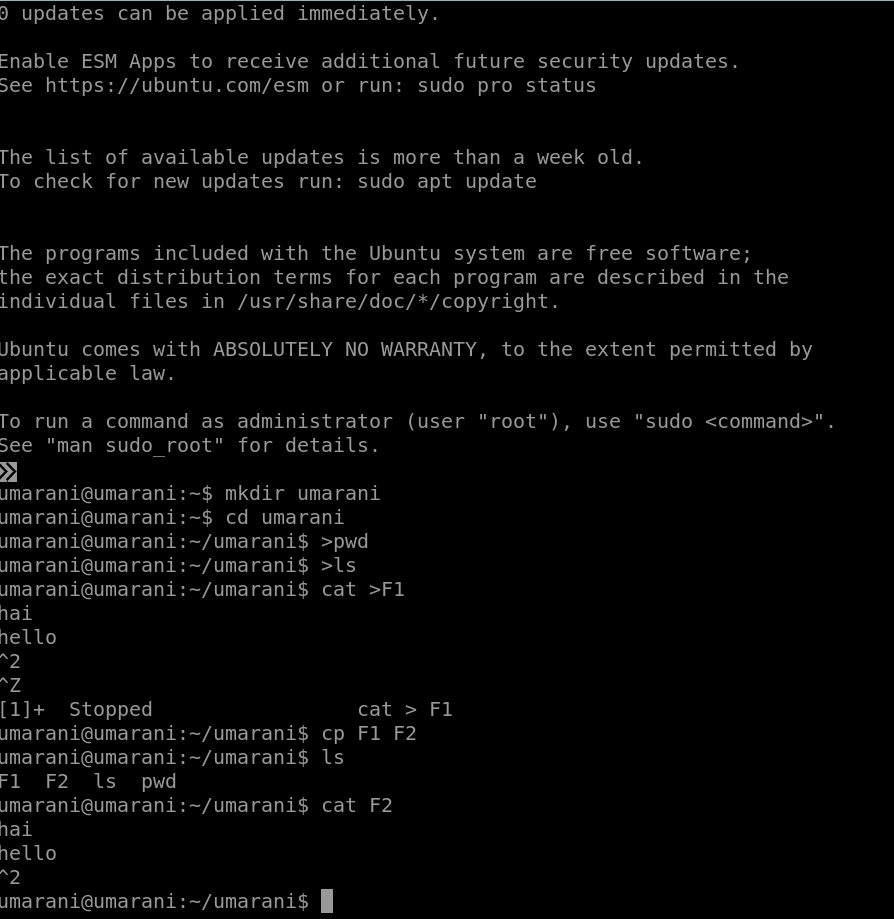 0 updates can be applied immediately.
Enable ESM Apps to receive additional future security updates.
See https://ubuntu.com/esm or run: sudo pro status
The list of available updates is more than a week old.
To check for new updates run: sudo apt update
The programs included with the Ubuntu system are free software;
the exact distribution terms for each program are described in the
individual files in /usr/share/doc/*/copyright.
Ubuntu comes with ABSOLUTELY NO WARRANTY, to the extent permitted by
applicable law.
To run a command as administrator (user "root"), use "sudo <command>".
See "man sudo_root" for details.
umarani@umarani:~$ mkdir umarani
umarani@umarani:~$ cd umarani
umarani@umarani:~/umarani$ >pwd
umarani@umarani:~/umarani$ >ls
umarani@umarani:~/umarani$ cat >F1
hai
hello
^2
^Z
[1]+  Stopped                 cat > F1
umarani@umarani:~/umarani$ cp F1 F2
umarani@umarani:~/umarani$ ls
F1  F2  ls  pwd
umarani@umarani:~/umarani$ cat F2
hai
hello
^2
umarani@umarani:~/umarani$